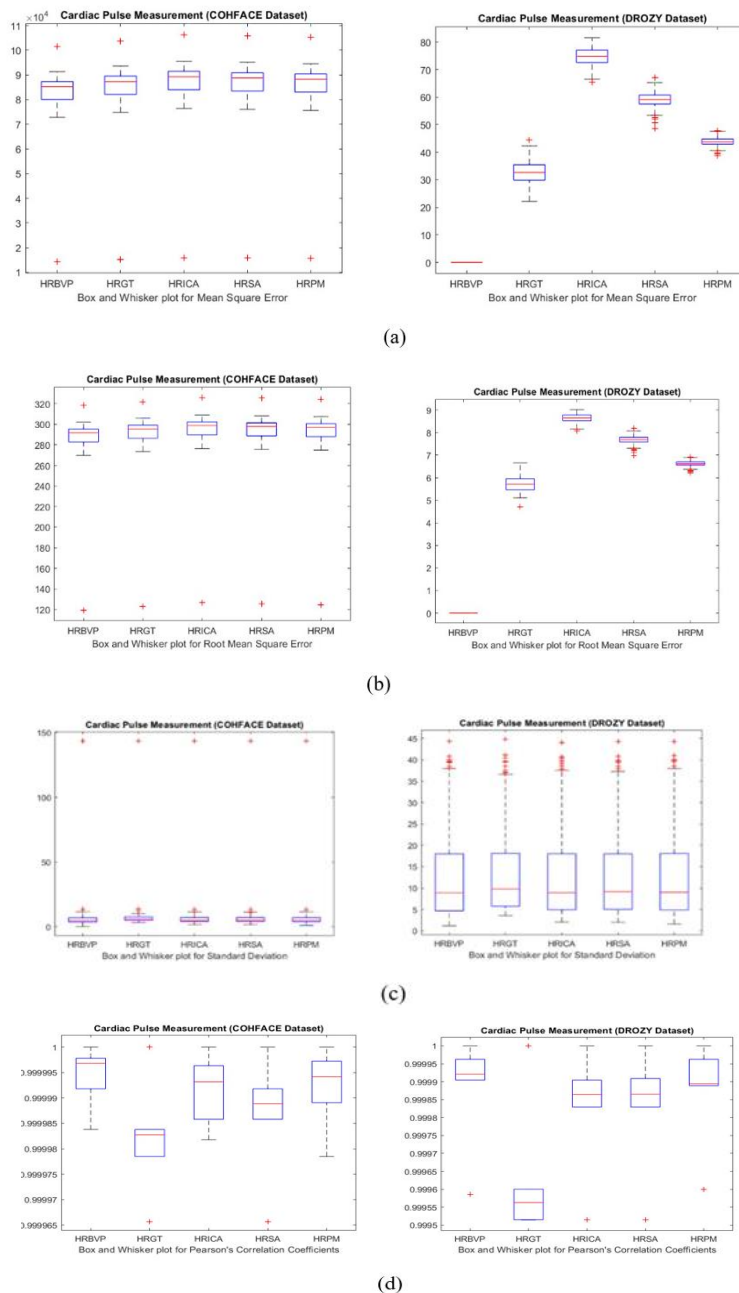 Cardiac Pulse Measurement (COHFACE Dataset)
×10⁴
11
10
9
8
7
6
5
4
3
2
1
HRBVP HRGT HRICA HRSA HRPM
Box and Whisker plot for Mean Square Error
Cardiac Pulse Measurement (DROZY Dataset)
80
70
60
50
40
30
20
10
0
HRBVP HRGT HRICA HRSA HRPM
Box and Whisker plot for Mean Square Error
(a)
Cardiac Pulse Measurement (COHFACE Dataset)
320
300
280
260
240
220
200
180
160
140
120
HRBVP HRGT HRICA HRSA HRPM
Box and Whisker plot for Root Mean Square Error
Cardiac Pulse Measurement (DROZY Dataset)
9
8
7
6
5
4
3
2
1
0
HRBVP HRGT HRICA HRSA HRPM
Box and Whisker plot for Root Mean Square Error
(b)
Cardiac Pulse Measurement (COHFACE Dataset)
150
100
50
0
HRBVP HRGT HRICA HRSA HRPM
Box and Whisker plot for Standard Deviation
Cardiac Pulse Measurement (DROZY Dataset)
45
40
35
30
25
20
15
10
5
0
HRBVP HRGT HRICA HRSA HRPM
Box and Whisker plot for Standard Deviation
(c)
Cardiac Pulse Measurement (COHFACE Dataset)
1
0.999995
0.99999
0.999985
0.99998
0.999975
0.99997
0.999965
HRBVP HRGT HRICA HRSA HRPM
Box and Whisker plot for Pearson's Correlation Coefficients
Cardiac Pulse Measurement (DROZY Dataset)
1
0.99995
0.9999
0.99985
0.9998
0.99975
0.9997
0.99965
0.9996
0.99955
0.9995
HRBVP HRGT HRICA HRSA HRPM
Box and Whisker plot for Pearson's Correlation Coefficients
(d)